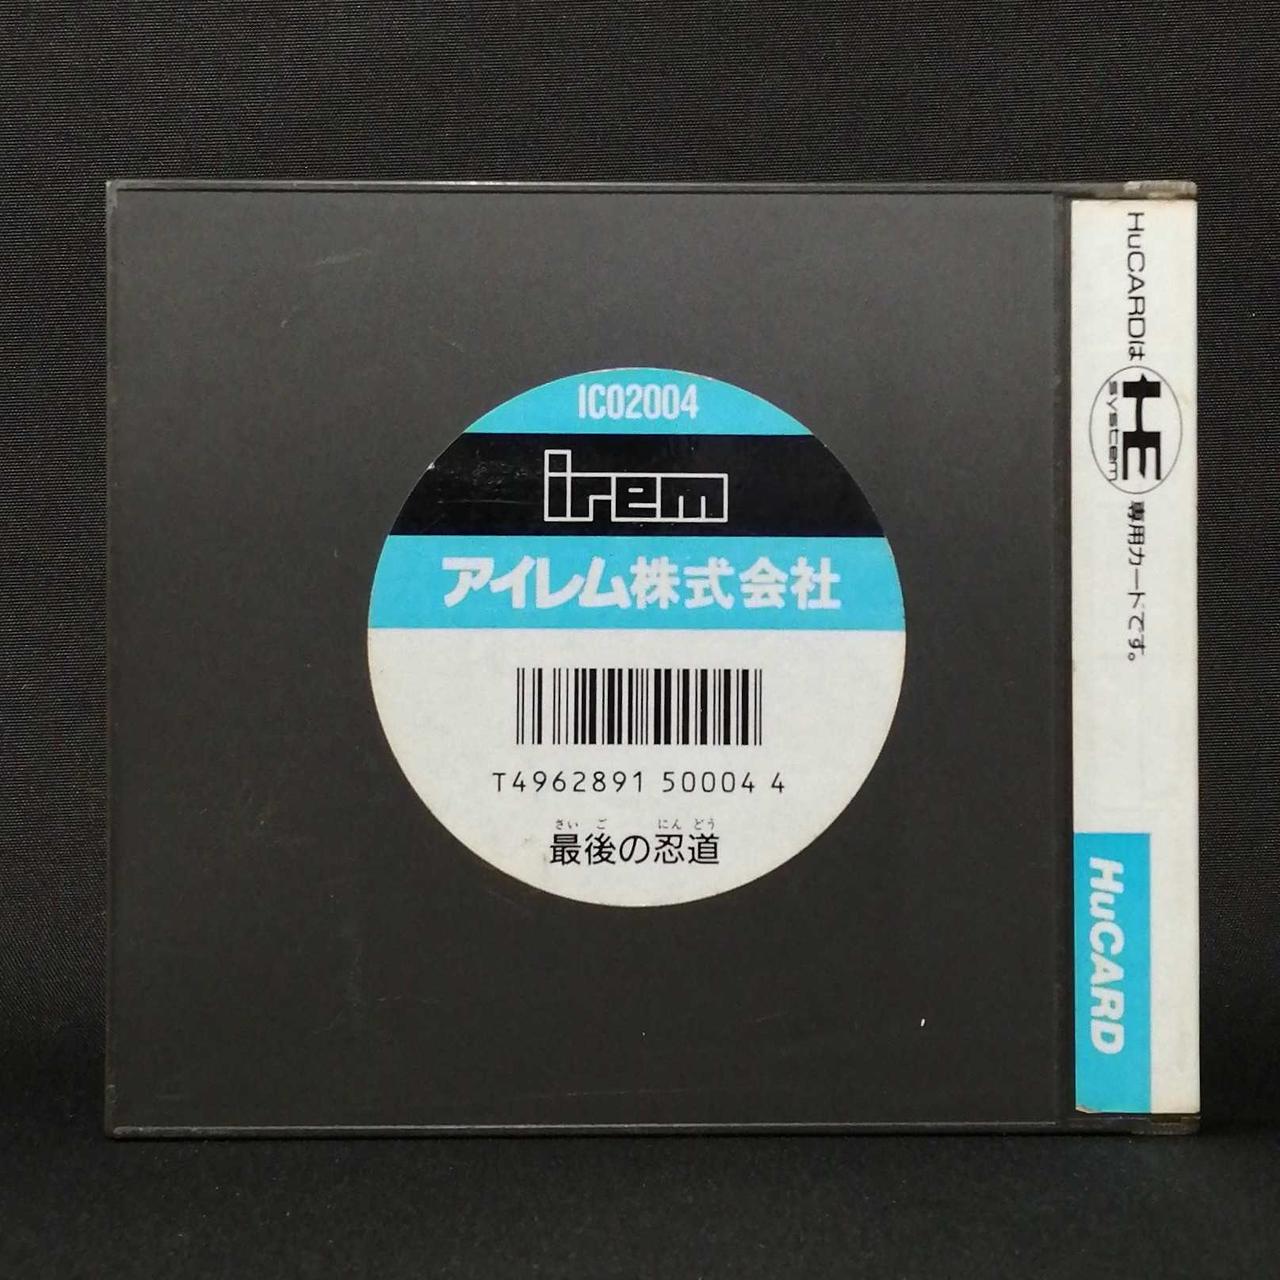 IC02004
irem
アイレム株式会社
T4962891 50004 4
さいご にんどう
最後の忍道
HuCARDは HE system 専用カードです。
HuCARD